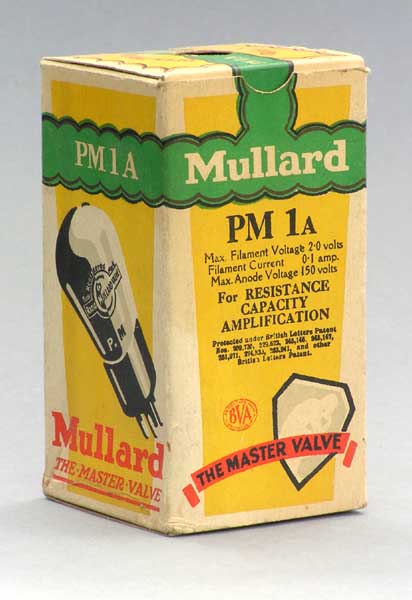 PM1A
Mullard
PM 1A
Max. Filament Voltage 2·0 volts
Filament Current 0·1 amp.
Max. Anode Voltage 150 volts
For RESISTANCE
CAPACITY
AMPLIFICATION
Protected under British Letters Patent
and other
British Letters Patent.
BVA
THE MASTER VALVE
P.M
Mullard
THE·MASTER·VALVE